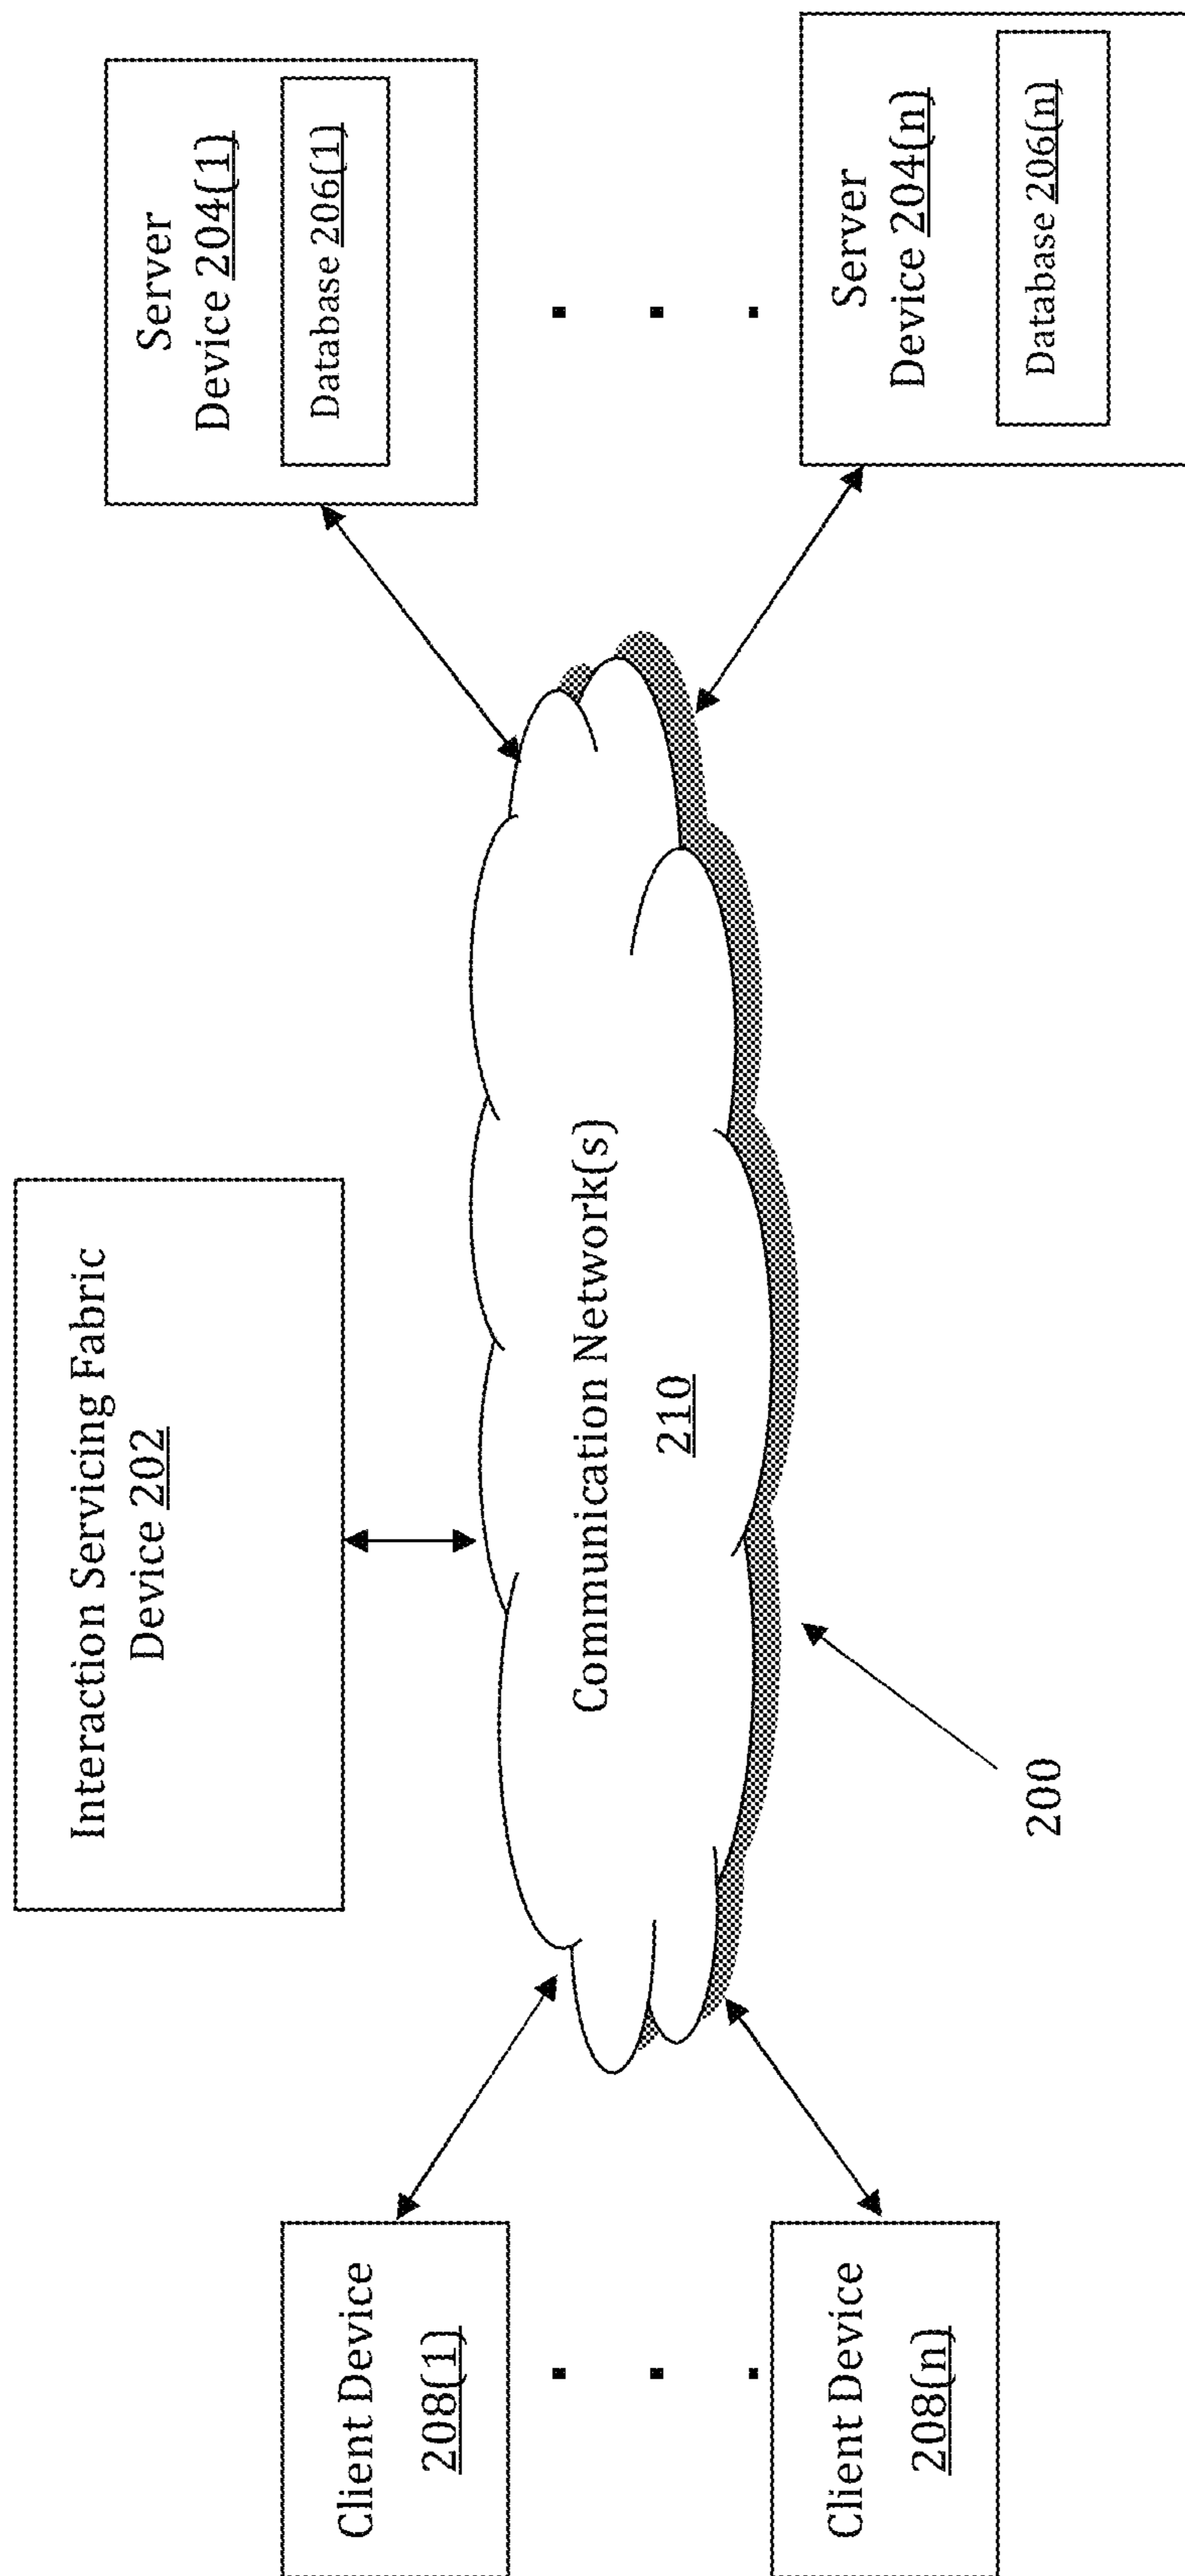 Interaction Servicing Fabric
Device 202
Server
Device 204(1)
Database 206(1)
Client Device
208(1)
Communication Network(s)
210
Server
Device 204(n)
Database 206(n)
Client Device
208(n)
200